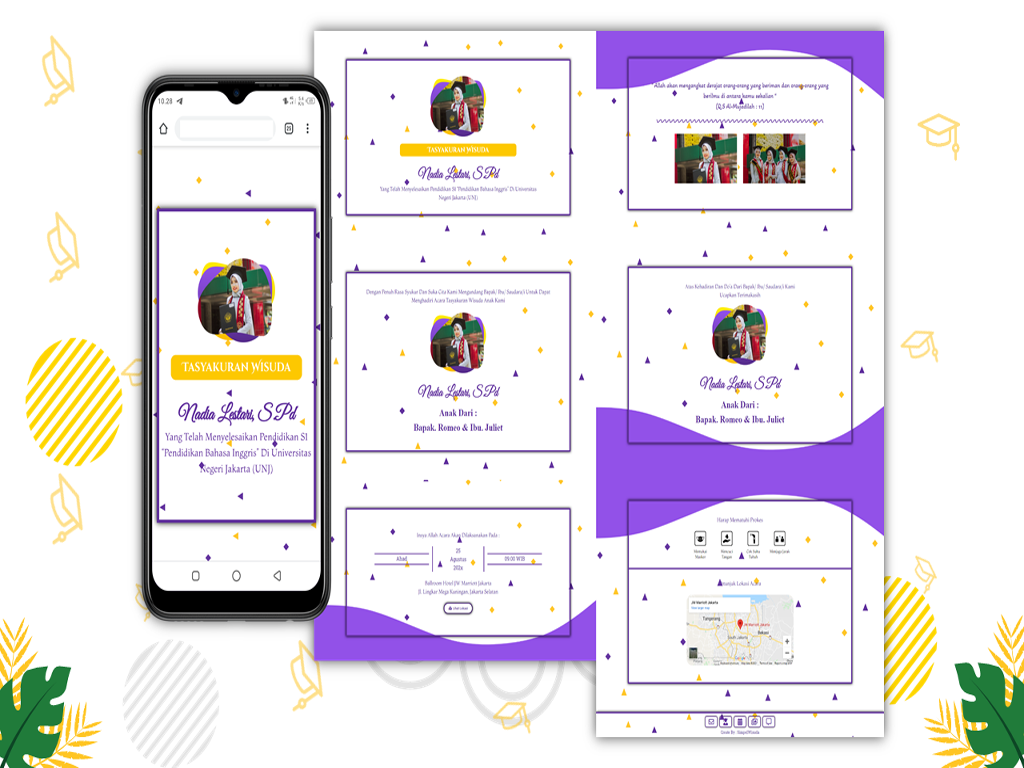 10.28
25
TASYAKURAN WISUDA
Nadia Lestari, S.Pd
Yang Telah Menyelesaikan Pendidikan S1
"Pendidikan Bahasa Inggris" Di Universitas
Negeri Jakarta (UNJ)
TASYAKURAN WISUDA
Nadia Lestari, S.Pd
Yang Telah Menyelesaikan Pendidikan S1 "Pendidikan Bahasa Inggris" Di Universitas
Negeri Jakarta (UNJ)
Dengan Penuh Rasa Syukur Dan Suka Cita Kami Mengundang Bapak/ Ibu/ Saudara/i Untuk Dapat
Menghadiri Acara Tasyakuran Wisuda Anak Kami
Nadia Lestari, S.Pd
Anak Dari :
Bapak. Romeo & Ibu. Juliet
Insya Allah Acara Akan Dilaksanakan Pada :
Ahad
25
Agustus
2024
09.00 WIB
Ballroom Hotel JW Marriott Jakarta
Jl. Lingkar Mega Kuningan, Jakarta Selatan
Allah akan mengangkat derajat orang-orang yang beriman dan orang-orang yang
berilmu di antara kamu sekalian "
(Q.S Al-Mujadilah : 11)
Atas Kehadiran Dan Do'a Dari Bapak/ Ibu/ Saudara/i Kami
Ucapkan Terimakasih
Nadia Lestari, S.Pd
Anak Dari :
Bapak. Romeo & Ibu. Juliet
Harap Mematuhi Prokes
Memakai
Masker
Mencuci
Tangan
Cek Suhu
Tubuh
Menjaga Jarak
Petunjuk Lokasi Acara
JW Marriott Jakarta
Tangerang
JW Marriott Jakarta
Bekasi
South Jakarta